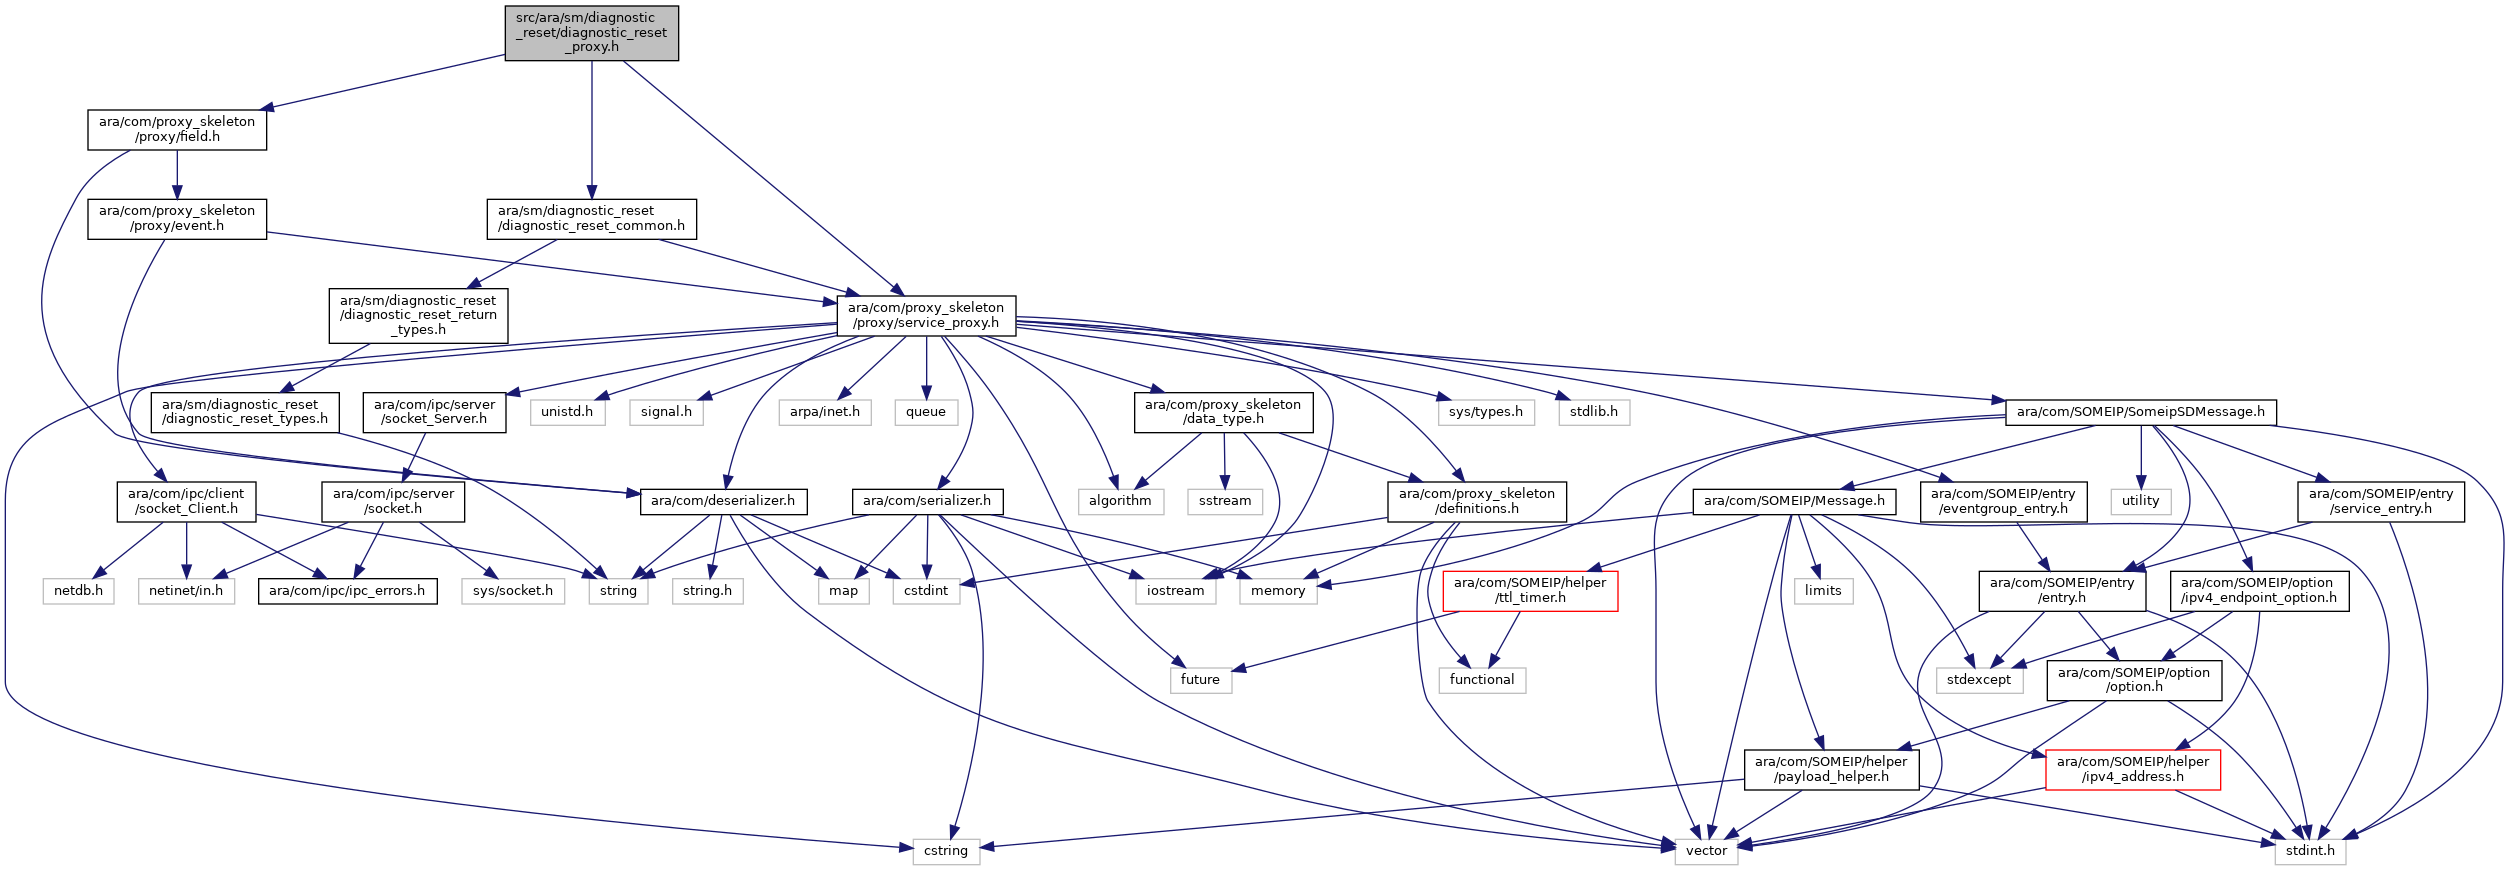 src/ara/sm/diagnostic
_reset/diagnostic_reset
_proxy.h
ara/com/proxy_skeleton
/proxy/field.h
ara/com/proxy_skeleton
/proxy/event.h
ara/sm/diagnostic_reset
/diagnostic_reset_common.h
ara/sm/diagnostic_reset
/diagnostic_reset_return
_types.h
ara/com/proxy_skeleton
/proxy/service_proxy.h
ara/sm/diagnostic_reset
/diagnostic_reset_types.h
ara/com/ipc/server
/socket_Server.h
unistd.h
signal.h
arpa/inet.h
queue
ara/com/proxy_skeleton
/data_type.h
sys/types.h
stdlib.h
ara/com/SOMEIP/SomeipSDMessage.h
ara/com/ipc/client
/socket_Client.h
ara/com/ipc/server
/socket.h
ara/com/deserializer.h
ara/com/serializer.h
algorithm
sstream
ara/com/proxy_skeleton
/definitions.h
ara/com/SOMEIP/Message.h
ara/com/SOMEIP/entry
/eventgroup_entry.h
utility
ara/com/SOMEIP/entry
/service_entry.h
netdb.h
netinet/in.h
ara/com/ipc/ipc_errors.h
sys/socket.h
string
string.h
map
cstdint
iostream
memory
ara/com/SOMEIP/helper
/ttl_timer.h
limits
ara/com/SOMEIP/entry
/entry.h
ara/com/SOMEIP/option
/ipv4_endpoint_option.h
future
functional
stdexcept
ara/com/SOMEIP/option
/option.h
ara/com/SOMEIP/helper
/payload_helper.h
ara/com/SOMEIP/helper
/ipv4_address.h
cstring
vector
stdint.h